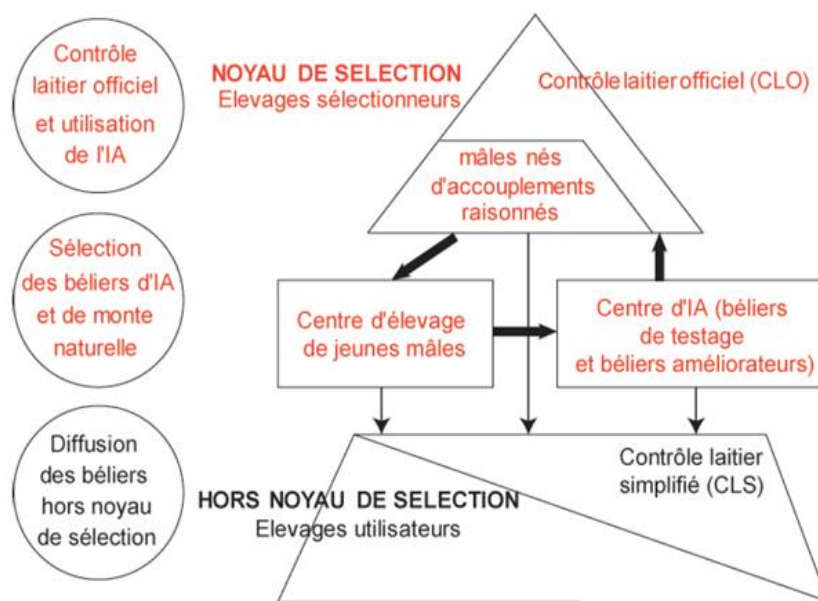 Contrôle
laitier officiel
et utilisation
de l'IA
NOYAU DE SELECTION
Elevages sélectionneurs
Contrôle laitier officiel (CLO)
mâles nés
d'accouplements
raisonnés
Sélection
des béliers d'IA
et de monte
naturelle
Centre d'élevage
de jeunes mâles
Centre d'IA (béliers
de testage
et béliers améliorateurs)
Diffusion
des béliers
hors noyau
de sélection
HORS NOYAU DE SELECTION
Elevages utilisateurs
Contrôle laitier
simplifié (CLS)